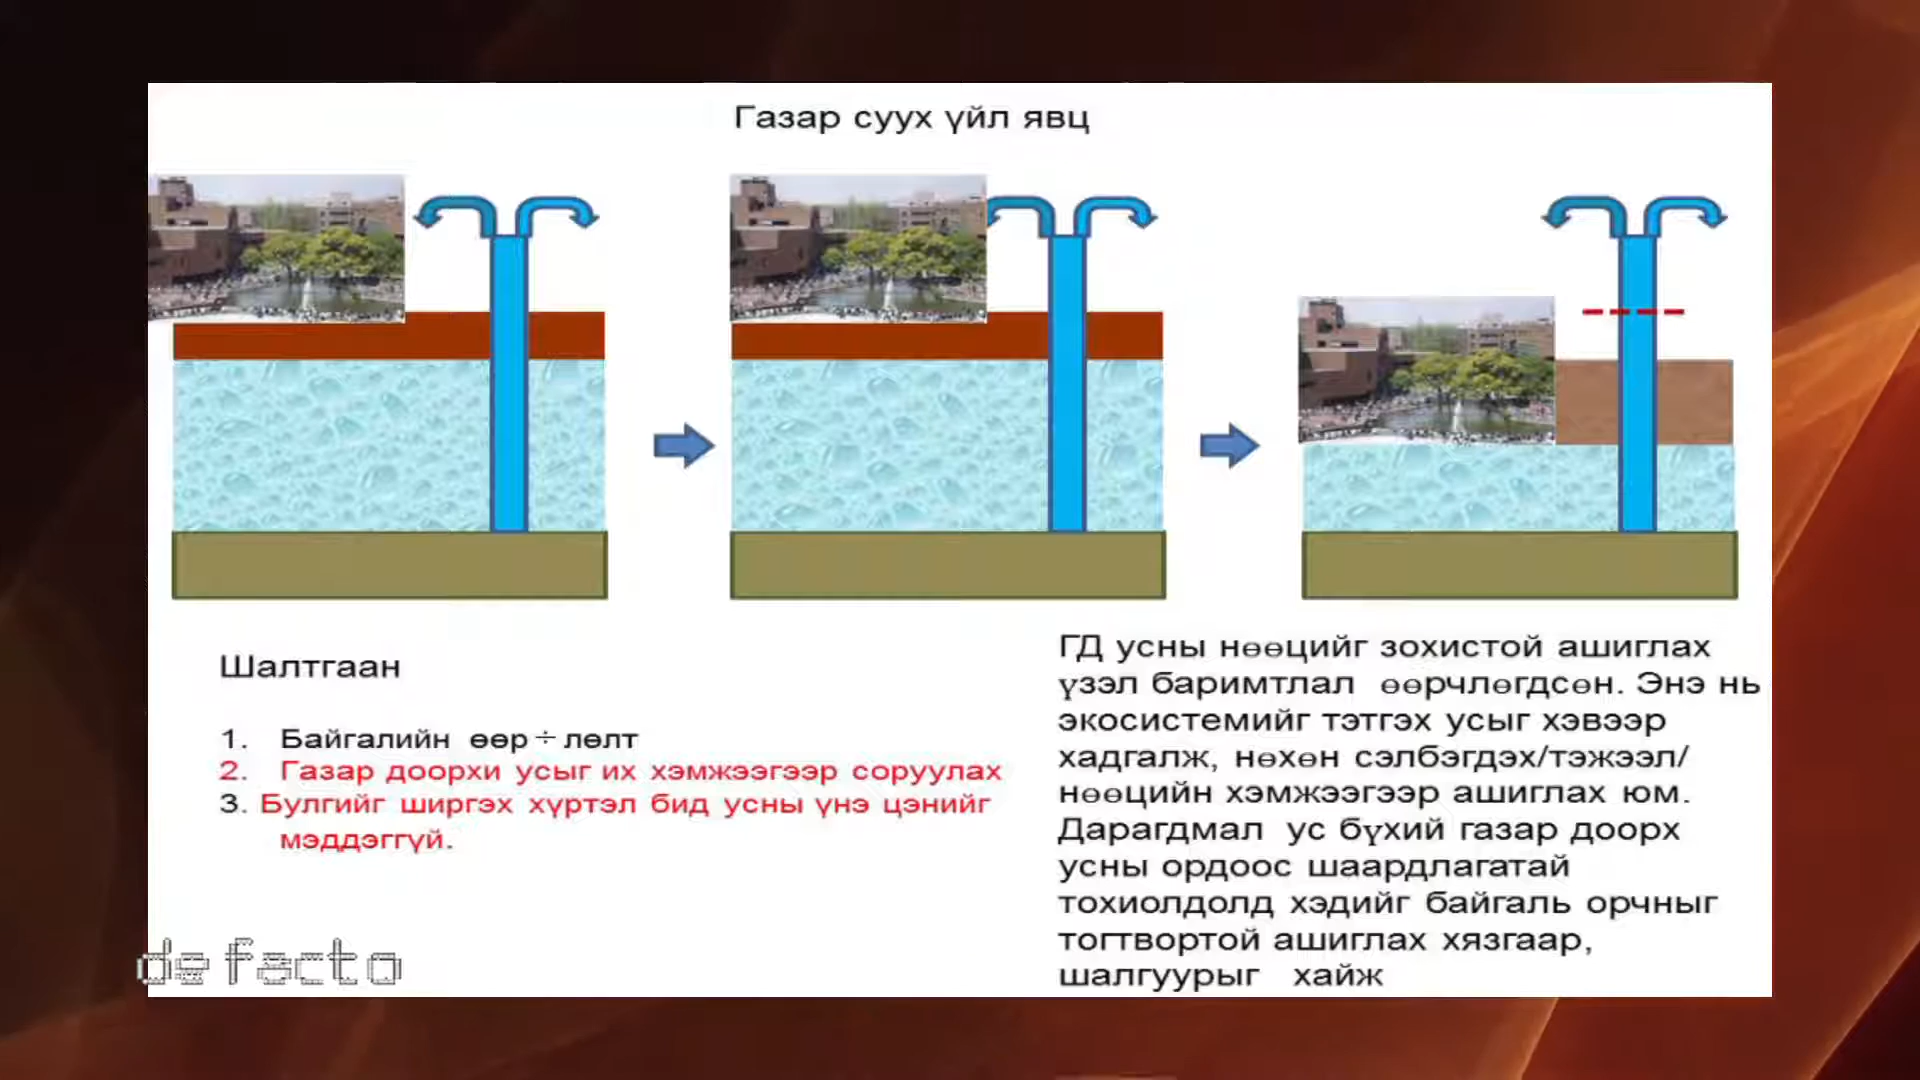 Газар суух үйл явц
Шалтгаан
1. Байгалийн өөр÷лөлт
2. Газар доорхи усыг их хэмжээгээр соруулах
3. Булгийг ширгэх хүртэл бид усны үнэ цэнийг
мэддэггүй.
ГД усны нөөцийг зохистой ашиглах
үзэл баримтлал өөрчлөгдсөн. Энэ нь
экосистемийг тэтгэх усыг хэвээр
хадгалж, нөхөн сэлбэгдэх/тэжээл/
нөөцийн хэмжээгээр ашиглах юм.
Дарагдмал ус бүхий газар доорх
усны ордоос шаардлагатай
тохиолдолд хэдийг байгаль орчныг
тогтвортой ашиглах хязгаар,
шалгуурыг хайж
de facto